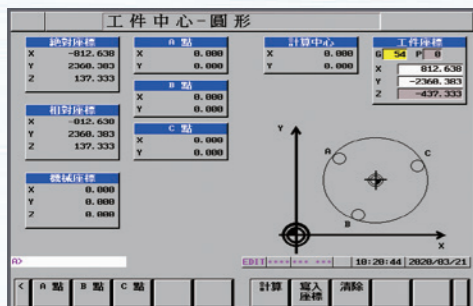 工件中心-圓形
絕對座標
X -812.638
Y 2360.383
Z 137.333
相對座標
X -812.638
Y 2360.383
Z 137.333
機械座標
X 0.000
Y 0.000
Z 0.000
A 點
X 0.000
Y 0.000
B 點
X 0.000
Y 0.000
C 點
X 0.000
Y 0.000
計算中心
X 0.000
Y 0.000
工件座標
G 54 P 0
X 812.638
Y -2360.383
Z -437.333
Y
A
C
B
X
A>
EDIT ---- --- --- 10:20:44 2020/03/21
< A 點 B 點 C 點 計算 寫入座標 清除